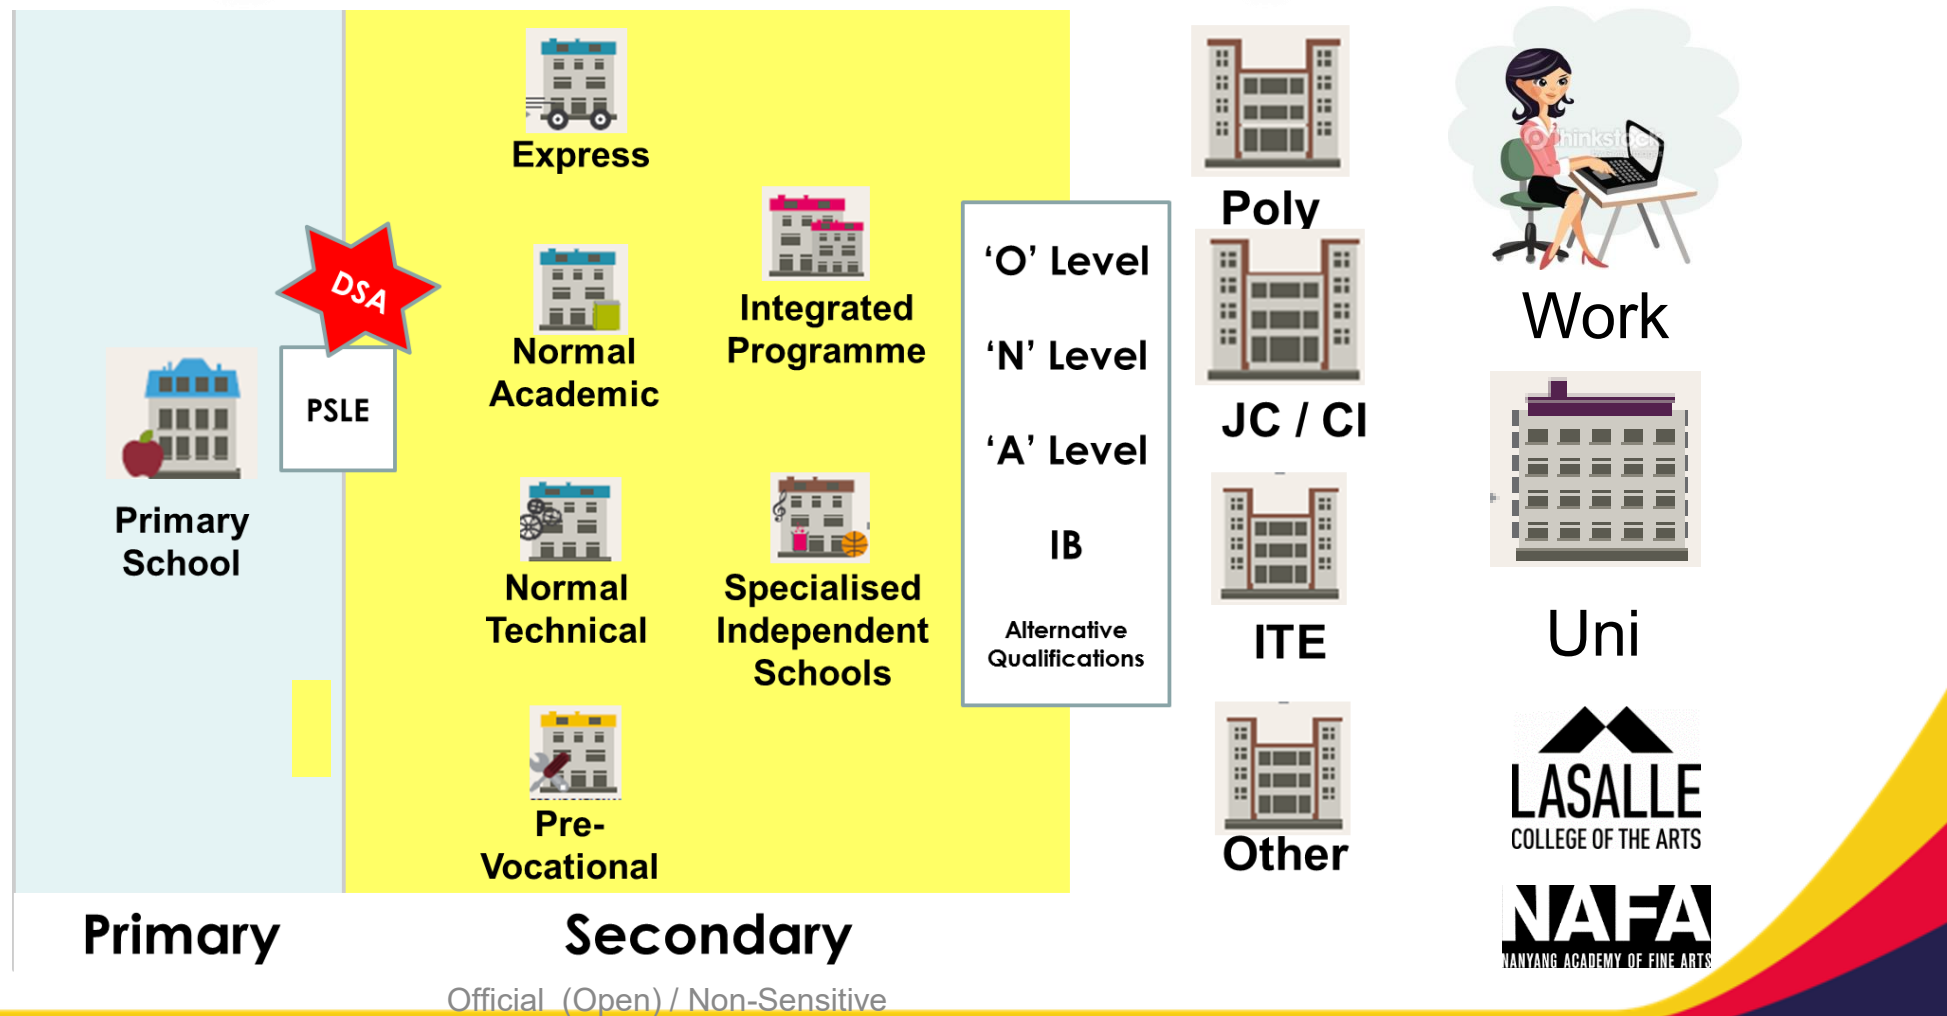 Express
Normal
Academic
Normal
Technical
Pre-
Vocational
Integrated
Programme
Specialised
Independent
Schools
DSA
PSLE
Primary
School
'O' Level
'N' Level
'A' Level
IB
Alternative
Qualifications
Poly
JC / CI
ITE
Other
thinkstock
Work
Uni
LASALLE
COLLEGE OF THE ARTS
NAFA
NANYANG ACADEMY OF FINE ARTS
Primary
Secondary
Official (Open) / Non-Sensitive